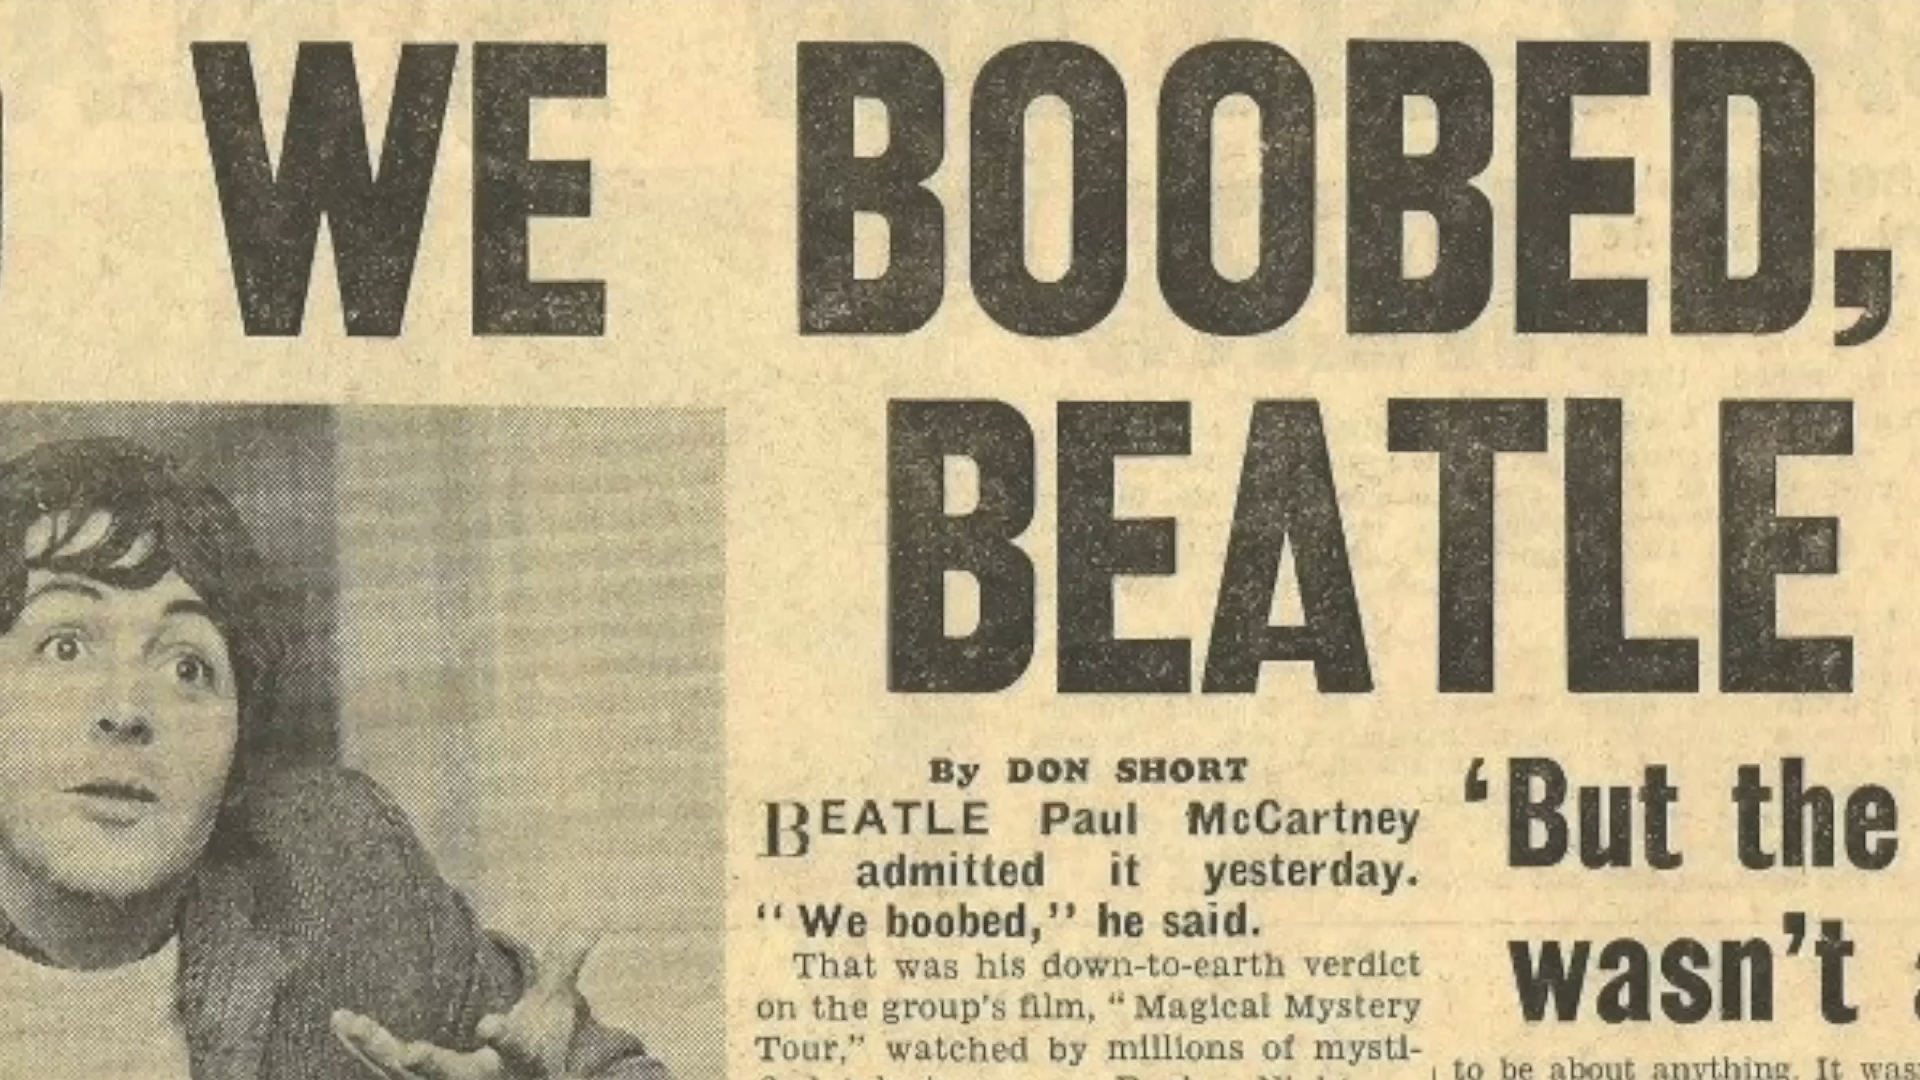 WE BOOBED,
BEATLE
By DON SHORT
BEATLE Paul McCartney
admitted it yesterday.
“We boobed,” he said.
That was his down-to-earth verdict
on the group's film, “Magical Mystery
Tour,” watched by millions of mysti-
‘But the
wasn't
to be about anything. It was